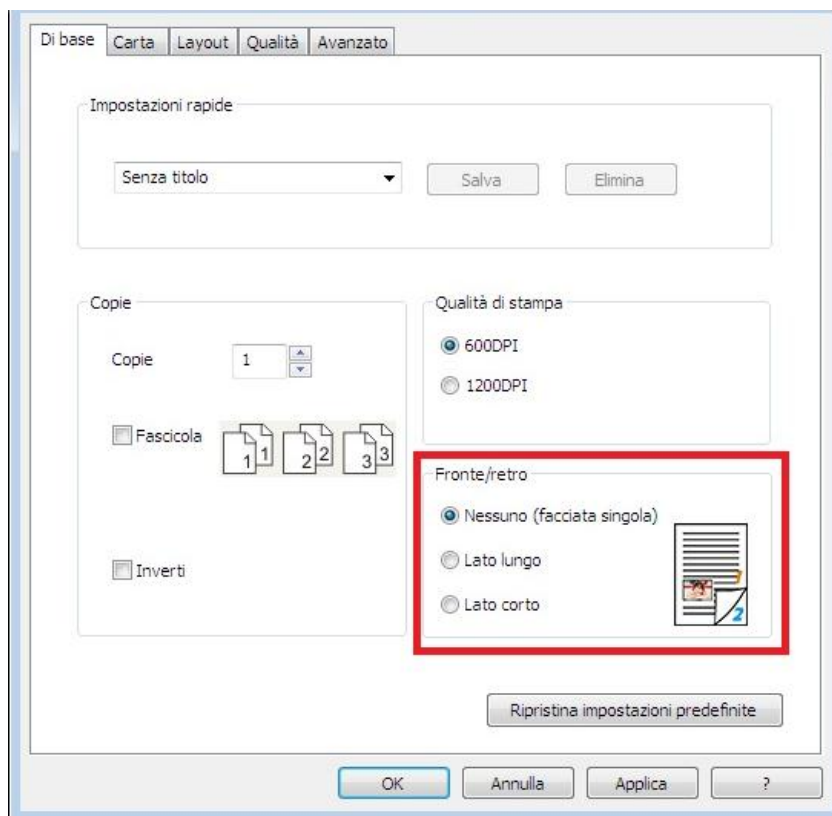 Di base Carta Layout Qualità Avanzato
Impostazioni rapide
Senza titolo Salva Elimina
Copie
Copie 1
Fascicola 1 1 2 2 3 3
Inverti
Qualità di stampa
600DPI
1200DPI
Fronte/retro
Nessuno (facciata singola)
Lato lungo
Lato corto
1
2
Ripristina impostazioni predefinite
OK Annulla Applica ?